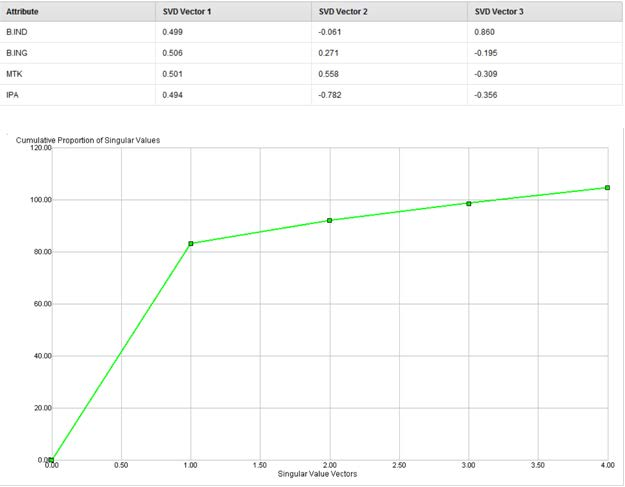 Attribute SVD Vector 1 SVD Vector 2 SVD Vector 3
B.IND 0.499 -0.061 0.860
B.ING 0.506 0.271 -0.195
MTK 0.501 0.558 -0.309
IPA 0.494 -0.782 -0.356
Cumulative Proportion of Singular Values
120.00
100.00
80.00
60.00
40.00
20.00
0.00
0.00 0.50 1.00 1.50 2.00 2.50 3.00 3.50 4.00
Singular Value Vectors